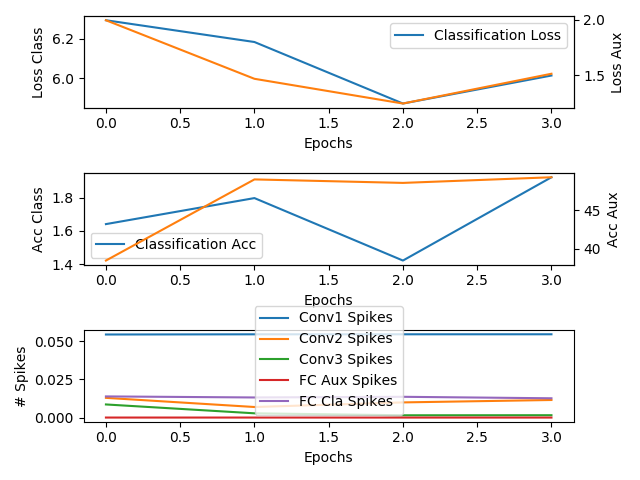 Classification Loss
Loss Class
6.2
6.0
2.0
1.5
Loss Aux
0.0 0.5 1.0 1.5 2.0 2.5 3.0
Epochs
Classification Acc
Acc Class
1.8
1.6
1.4
45
40
Acc Aux
0.0 0.5 1.0 1.5 2.0 2.5 3.0
Epochs
Conv1 Spikes
Conv2 Spikes
Conv3 Spikes
FC Aux Spikes
FC Cla Spikes
# Spikes
0.050
0.025
0.000
0.0 0.5 1.0 1.5 2.0 2.5 3.0
Epochs